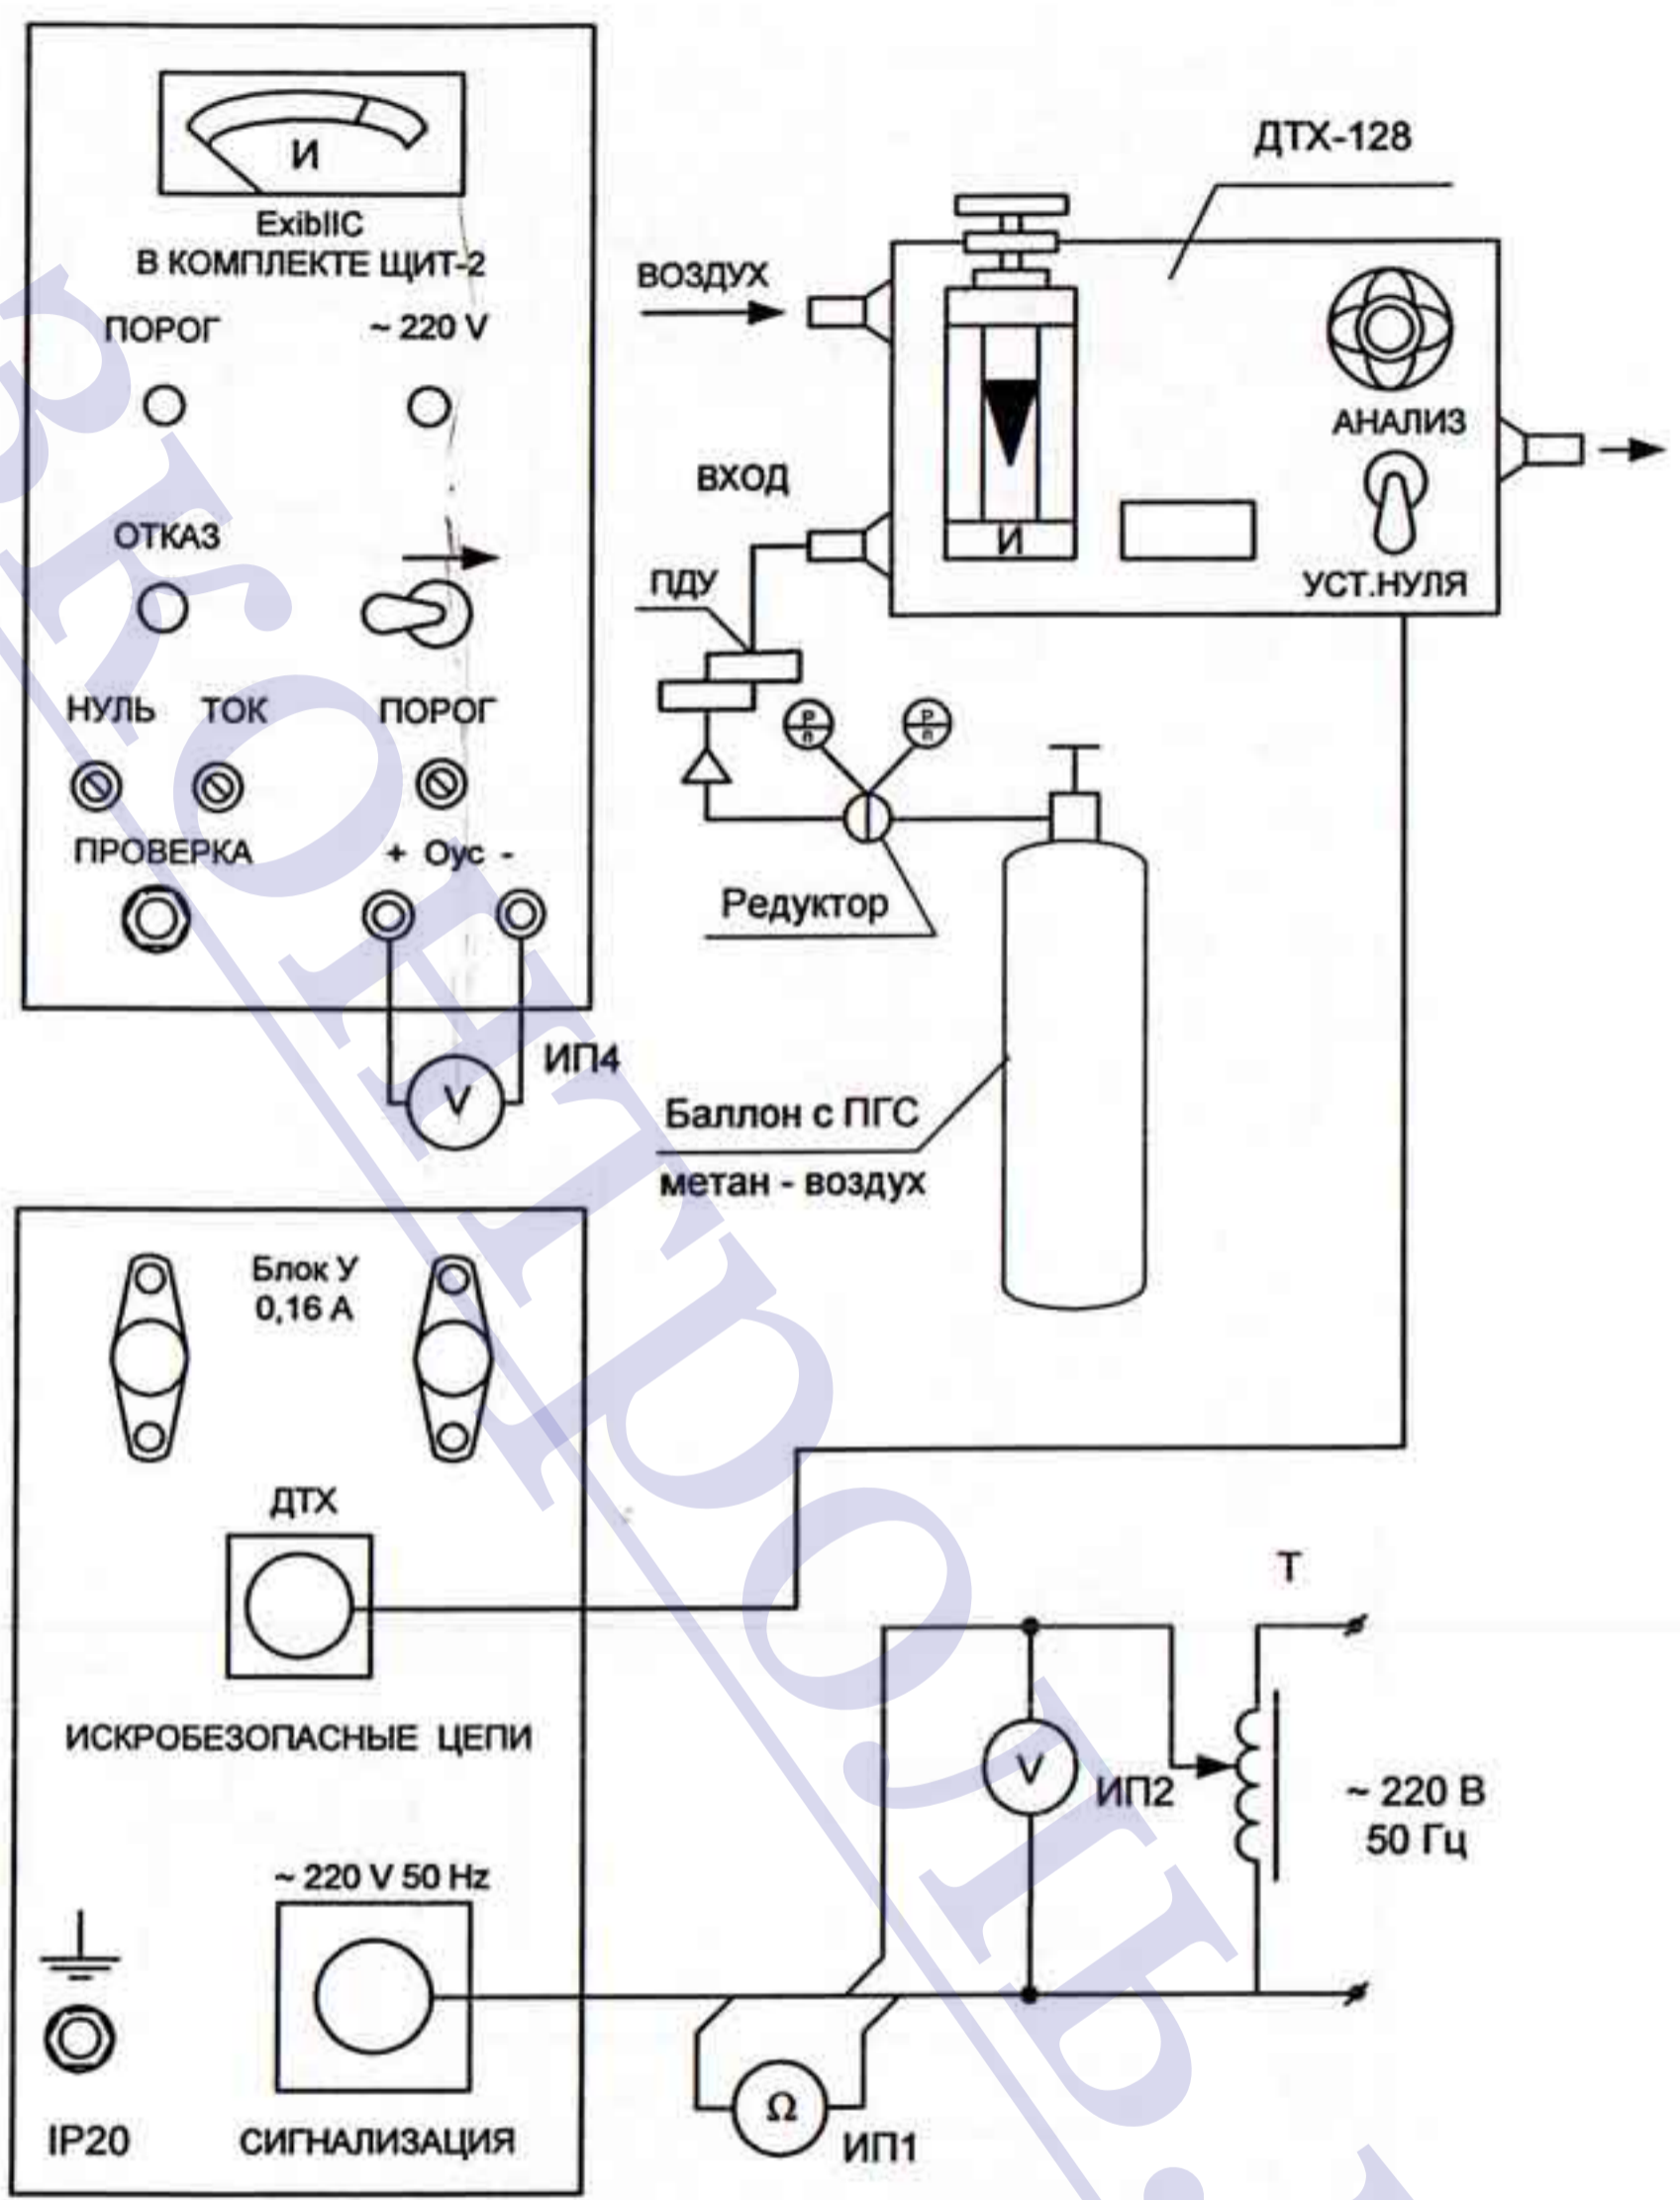 И
ExibIIC
В КОМПЛЕКТЕ ЩИТ-2
ПОРОГ ~ 220 V
ОТКАЗ
НУЛЬ ТОК ПОРОГ
ПРОВЕРКА + Оус -
V
ИП4
ДТХ-128
ВОЗДУХ
АНАЛИЗ
ВХОД
И
УСТ.НУЛЯ
ПДУ
P
п
P
п
Редуктор
Баллон с ПГС
метан - воздух
Блок У
0,16 А
ДТХ
ИСКРОБЕЗОПАСНЫЕ ЦЕПИ
~ 220 V 50 Hz
IP20
СИГНАЛИЗАЦИЯ
Т
V
ИП2
~ 220 В
50 Гц
Ω
ИП1